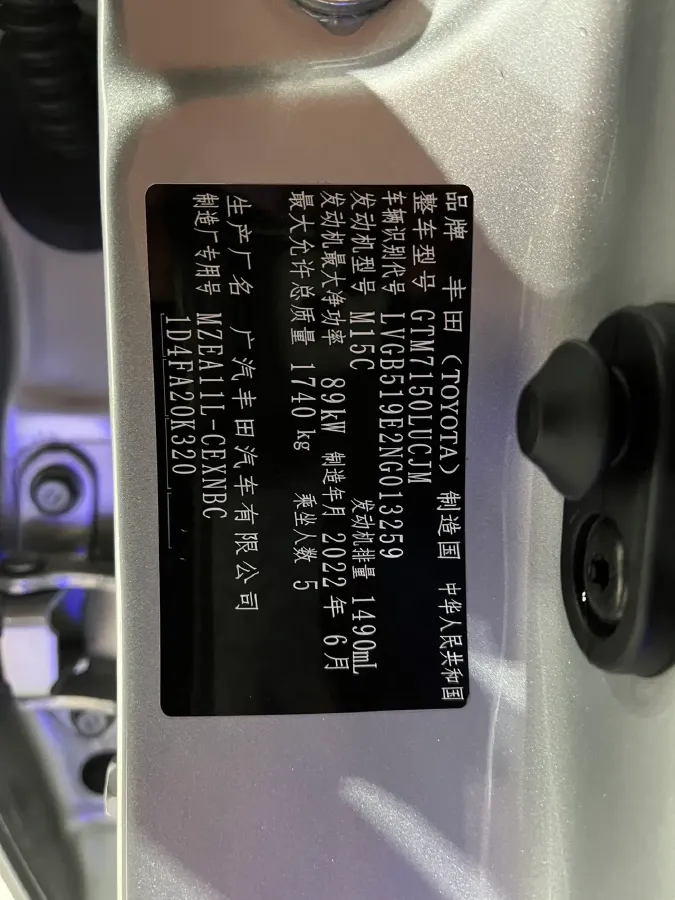 品牌 丰田（TOYOTA） 制造国 中华人民共和国
整车型号 GTM7150LUCJM
车辆识别代号 LVGB519E2NG013259
发动机型号 M15C 发动机排量 1490mL
发动机最大净功率 89kW 制造年月 2022年 6月
最大允许总质量 1740 kg 乘坐人数 5
生产厂名 广汽丰田汽车有限公司
制造厂专用号 MZEA11L-CEXNBC
1D4FA20K320